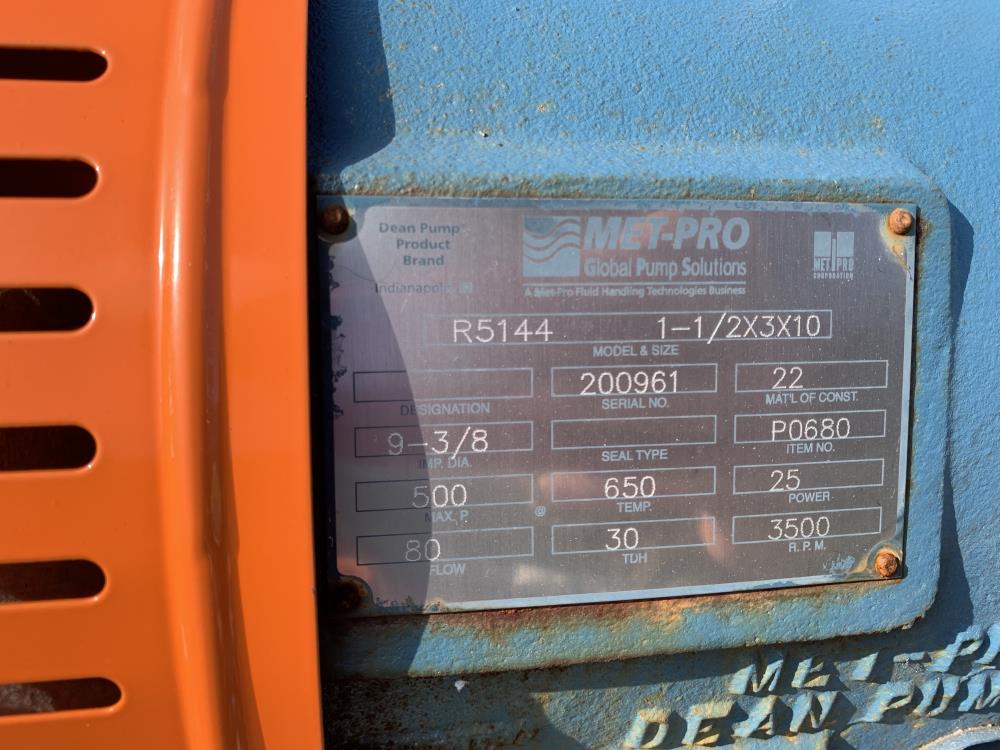 Dean Pump®
Product
Brand
Indianapolis, IN
MET-PRO
Global Pump Solutions
A Met-Pro Fluid Handling Technologies Business
MET PRO
CORPORATION
R5144 1-1/2X3X10
MODEL & SIZE
200961 22
DESIGNATION SERIAL NO. MAT'L OF CONST.
9-3/8 P0680
IMP. DIA. SEAL TYPE ITEM NO.
500 @ 650 25
MAX. P TEMP. POWER
80 30 3500
FLOW TDH R.P.M.
MET-P
DEAN PUM